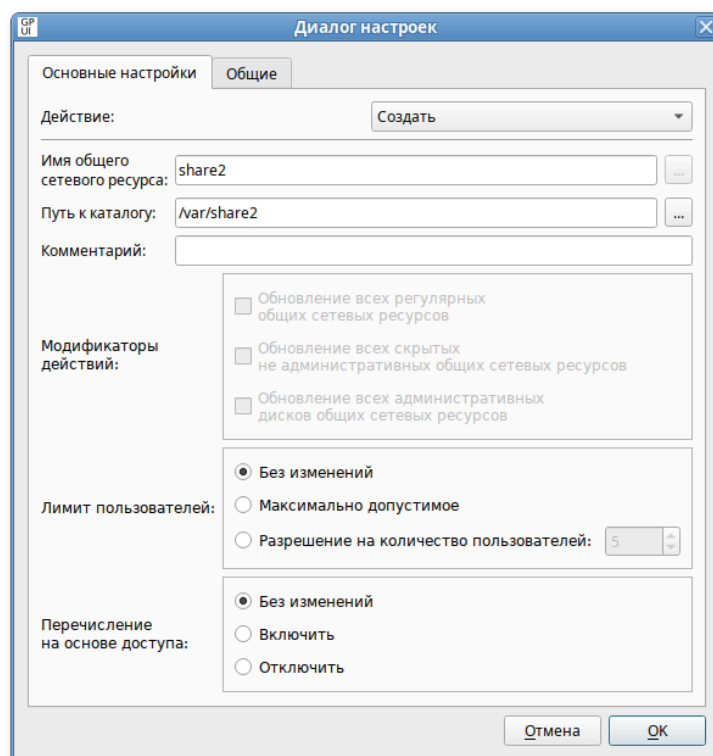 GP
UI
Диалог настроек
Основные настройки
Общие
Действие:
Создать
Имя общего
сетевого ресурса:
share2
...
Путь к каталогу:
/var/share2
...
Комментарий:
Модификаторы
действий:
Обновление всех регулярных
общих сетевых ресурсов
Обновление всех скрытых
не административных общих сетевых ресурсов
Обновление всех административных
дисков общих сетевых ресурсов
Лимит пользователей:
Без изменений
Максимально допустимое
Разрешение на количество пользователей:
5
Перечисление
на основе доступа:
Без изменений
Включить
Отключить
Отмена
OK